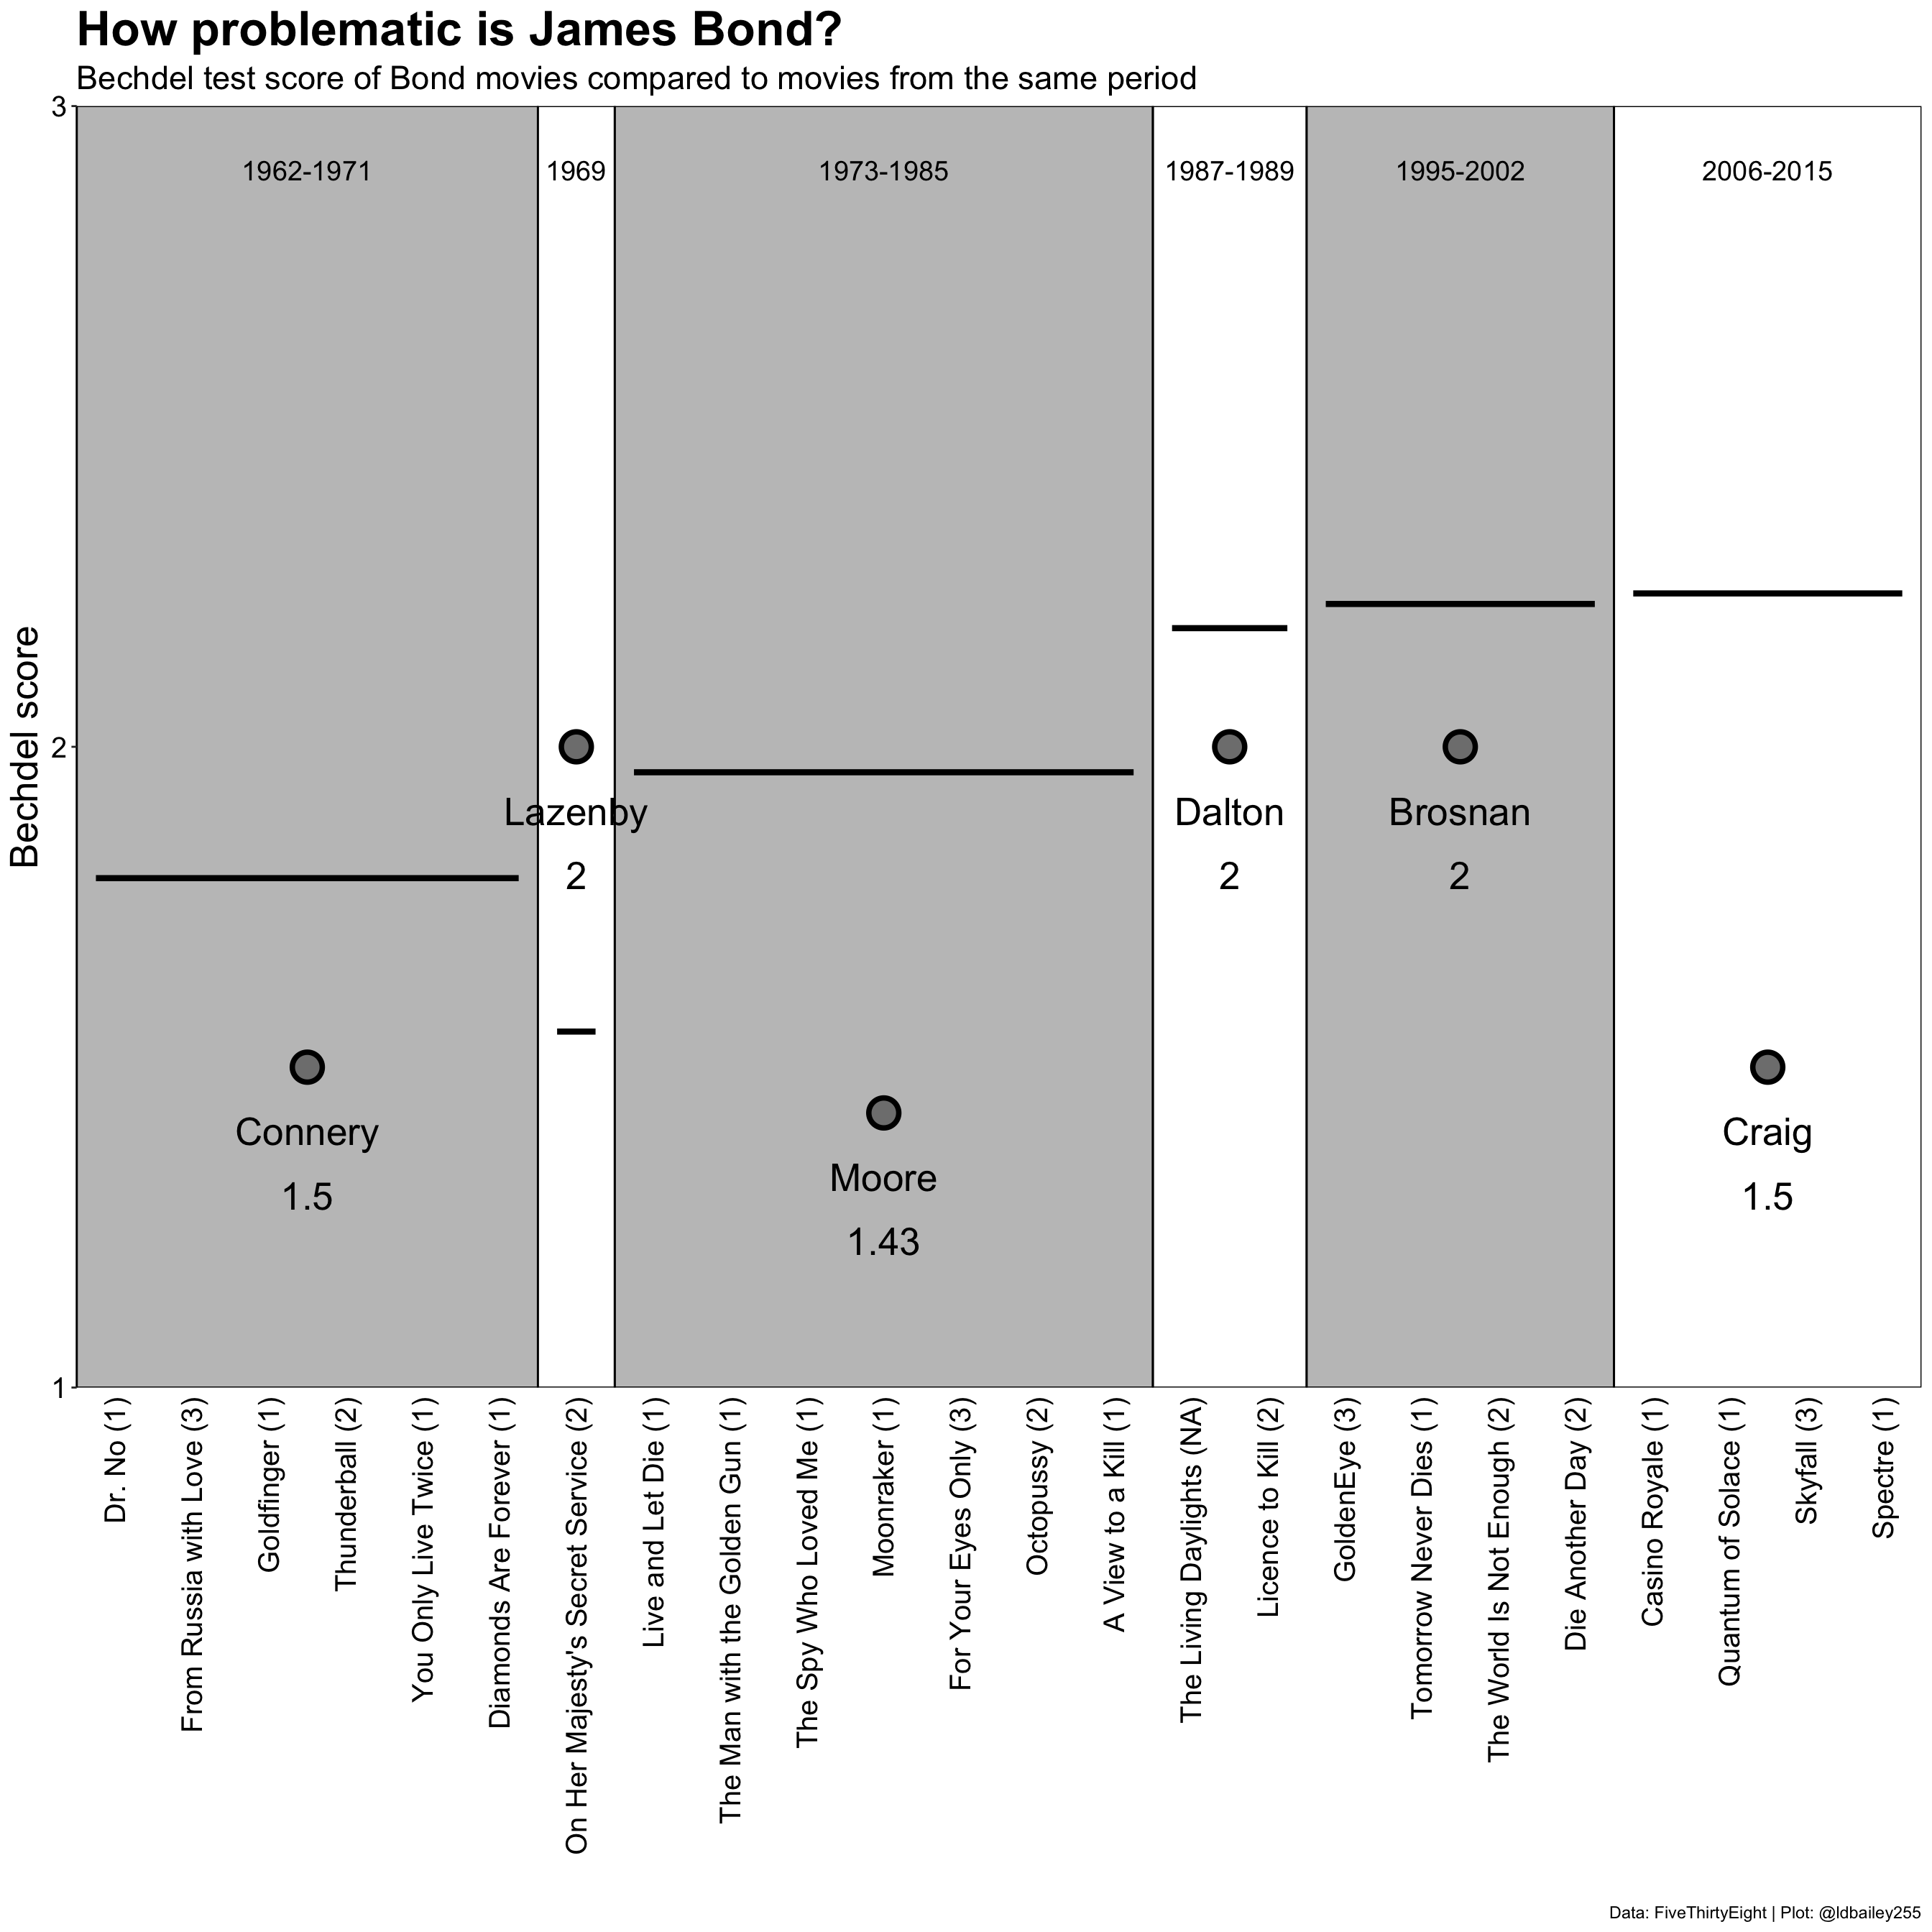 How problematic is James Bond?
Bechdel test score of Bond movies compared to movies from the same period
3
2
1
Bechdel score
1962-1971
1969
1973-1985
1987-1989
1995-2002
2006-2015
Connery
1.5
Lazenby
2
Moore
1.43
Dalton
2
Brosnan
2
Craig
1.5
Dr. No (1)
From Russia with Love (3)
Goldfinger (1)
Thunderball (2)
You Only Live Twice (1)
Diamonds Are Forever (1)
On Her Majesty's Secret Service (2)
Live and Let Die (1)
The Man with the Golden Gun (1)
The Spy Who Loved Me (1)
Moonraker (1)
For Your Eyes Only (3)
Octopussy (2)
A View to a Kill (1)
The Living Daylights (NA)
Licence to Kill (2)
GoldenEye (3)
Tomorrow Never Dies (1)
The World Is Not Enough (2)
Die Another Day (2)
Casino Royale (1)
Quantum of Solace (1)
Skyfall (3)
Spectre (1)
Data: FiveThirtyEight | Plot: @ldbailey255